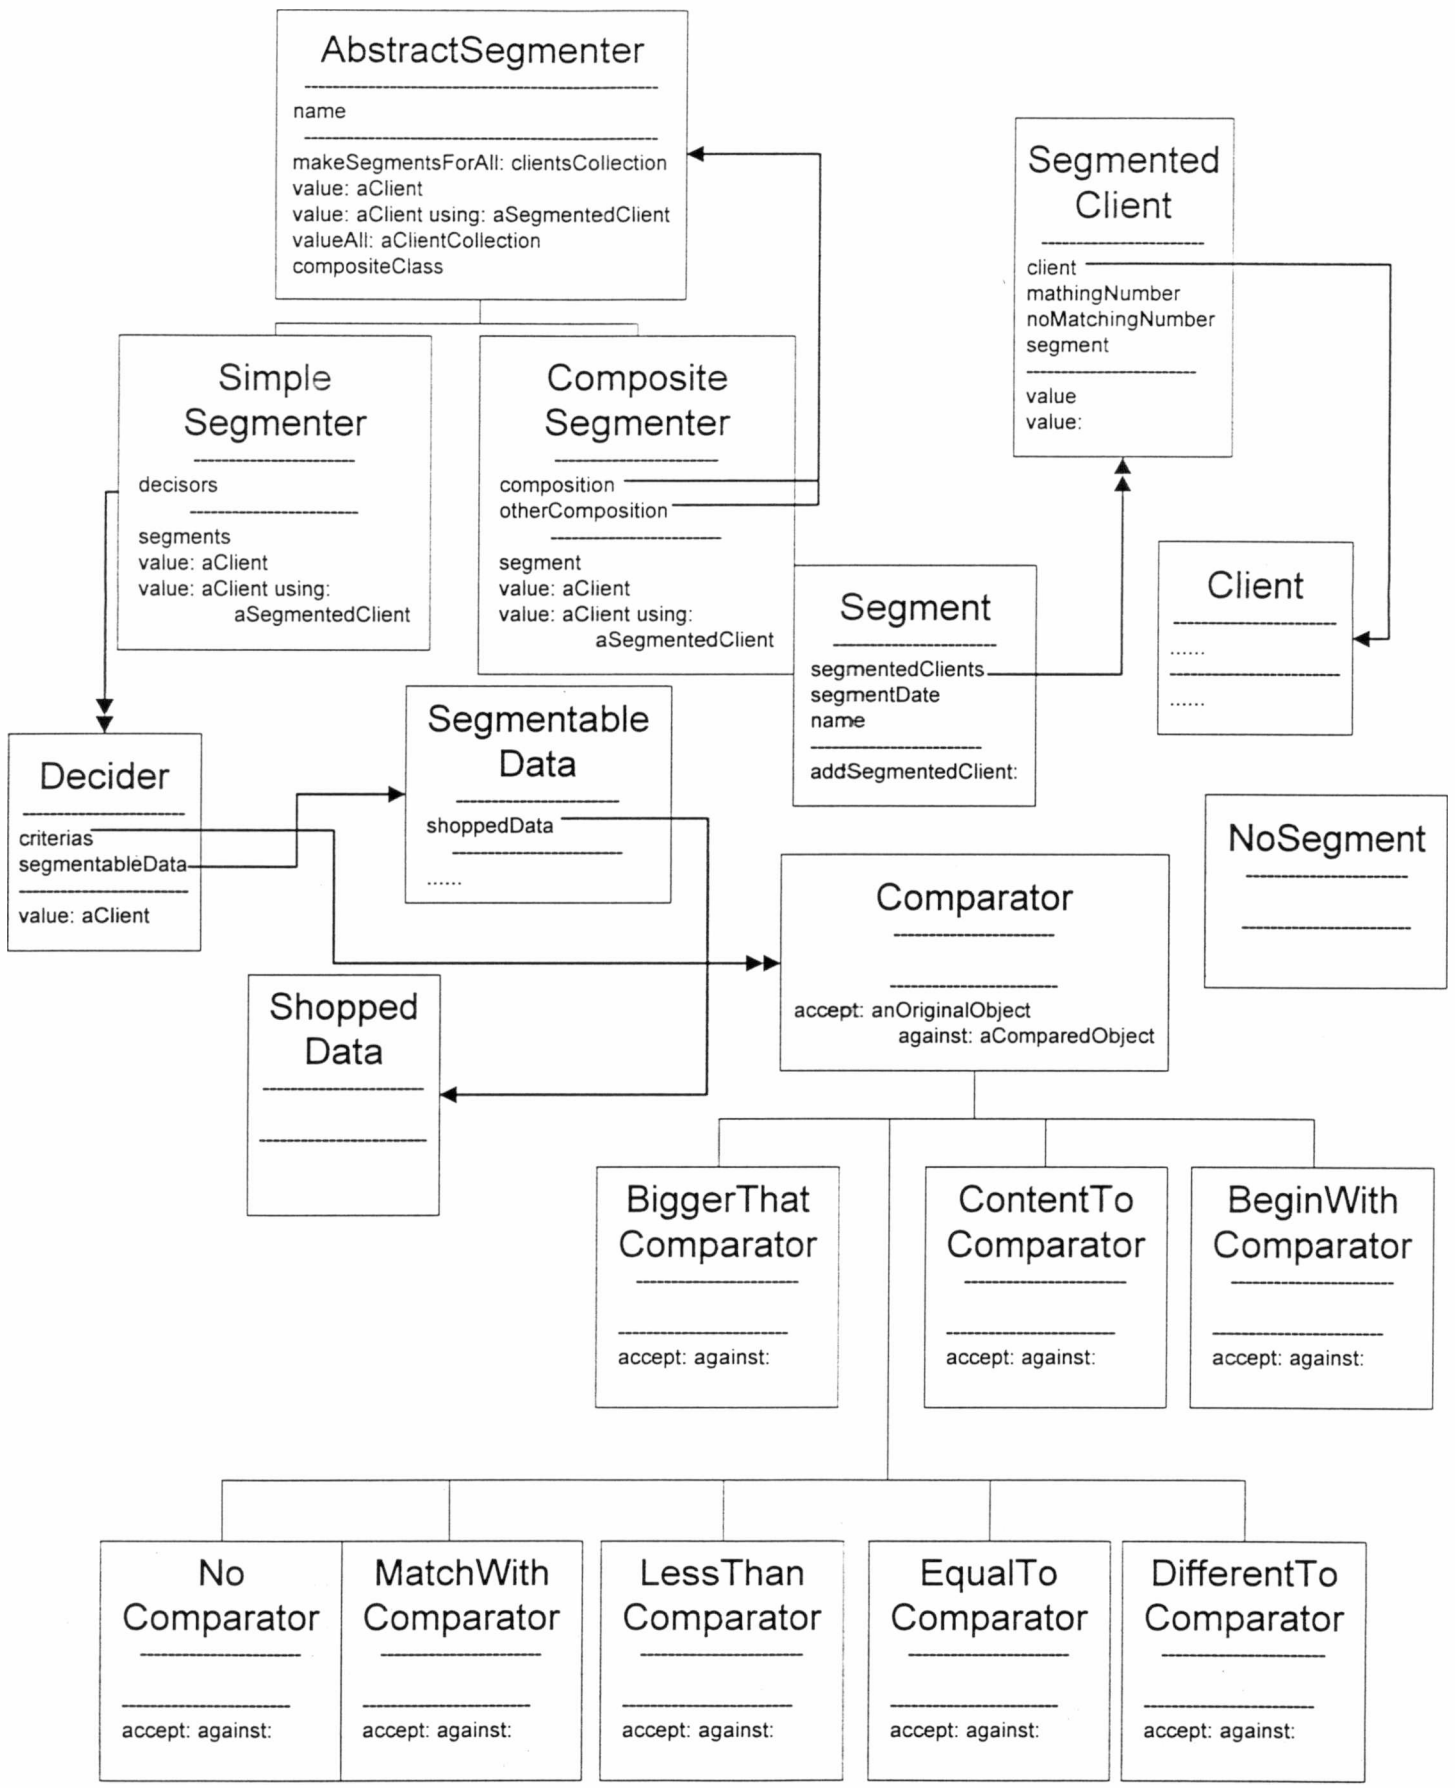 AbstractSegmenter
name
makeSegmentsForAll: clientsCollection
value: aClient
value: aClient using: aSegmentedClient
valueAll: aClientCollection
compositeClass
Segmented
Client
client
mathingNumber
noMatchingNumber
segment
value
value:
Simple
Segmenter
decisors
segments
value: aClient
value: aClient using:
aSegmentedClient
Composite
Segmenter
composition
otherComposition
segment
value: aClient
value: aClient using:
aSegmentedClient
Segment
segmentedClients
segmentDate
name
addSegmentedClient:
Client
......
......
Decider
criterias
segmentableData
value: aClient
Segmentable
Data
shoppedData
......
NoSegment
Comparator
accept: anOriginalObject
against: aComparedObject
Shopped
Data
BiggerThat
Comparator
accept: against:
ContentTo
Comparator
accept: against:
BeginWith
Comparator
accept: against:
No
Comparator
accept: against:
MatchWith
Comparator
accept: against:
LessThan
Comparator
accept: against:
EqualTo
Comparator
accept: against:
DifferentTo
Comparator
accept: against: